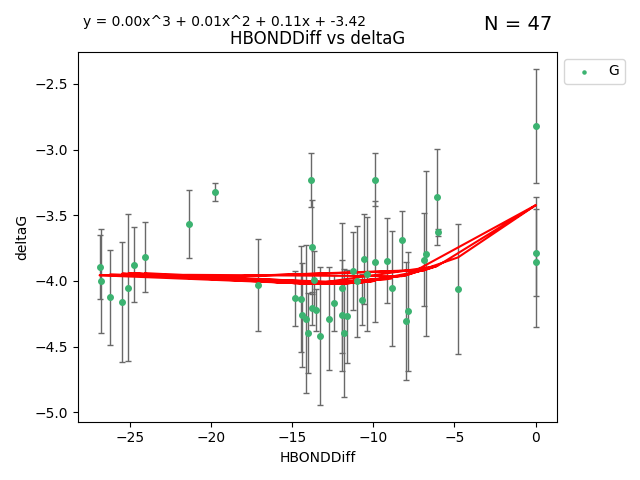 y = 0.00x^3 + 0.01x^2 + 0.11x + -3.42
N = 47
HBONDDiff vs deltaG
G
deltaG
−2.5
−3.0
−3.5
−4.0
−4.5
−5.0
−25
−20
−15
−10
−5
0
HBONDDiff